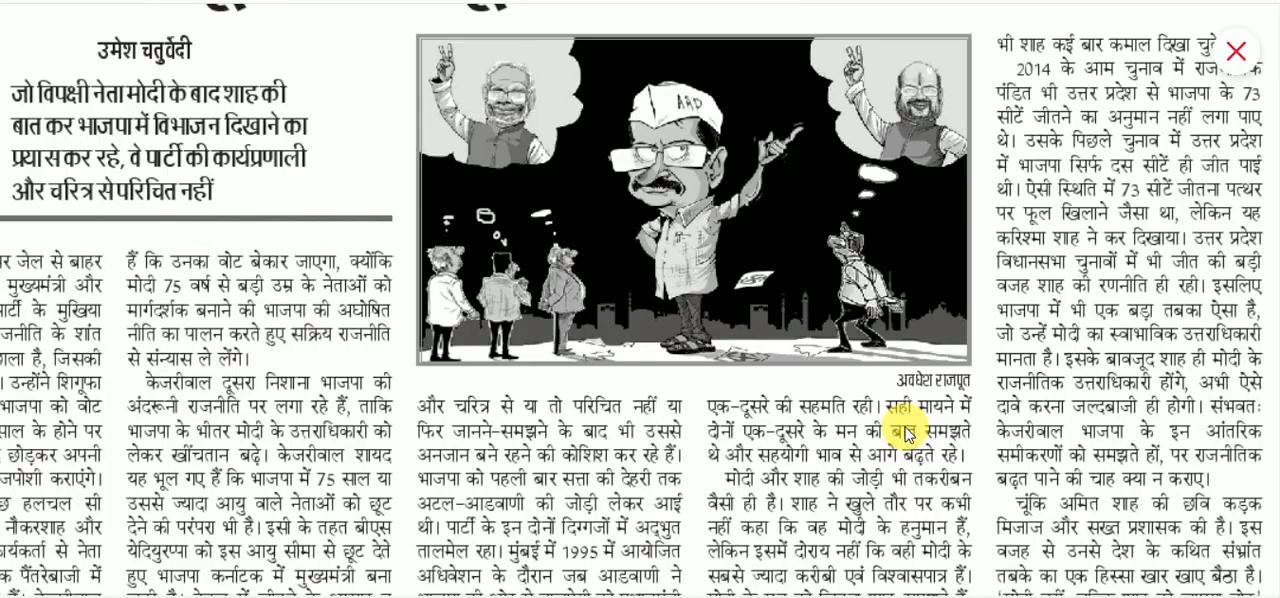 उमेश चतुर्वेदी
जो विपक्षी नेता मोदी के बाद शाह की
बात कर भाजपा में विभाजन दिखाने का
प्रयास कर रहे, वे पार्टी की कार्यप्रणाली
और चरित्र से परिचित नहीं
र जेल से बाहर
मुख्यमंत्री और
पार्टी के मुखिया
जनीति के शांत
ाला है, जिसकी
। उन्होंने शिगूफा
भाजपा को वोट
साल के होने पर
छोड़कर अपनी
जपोशी कराएंगे।
छ हलचल सी
नौकरशाह और
ार्यकर्ता से नेता
क पैंतरेबाजी में
हैं कि उनका वोट बेकार जाएगा, क्योंकि
मोदी 75 वर्ष से बड़ी उम्र के नेताओं को
मार्गदर्शक बनाने की भाजपा की अघोषित
नीति का पालन करते हुए सक्रिय राजनीति
से संन्यास ले लेंगे।
केजरीवाल दूसरा निशाना भाजपा की
अंदरूनी राजनीति पर लगा रहे हैं, ताकि
भाजपा के भीतर मोदी के उत्तराधिकारी को
लेकर खींचतान बढ़े। केजरीवाल शायद
यह भूल गए हैं कि भाजपा में 75 साल या
उससे ज्यादा आयु वाले नेताओं को छूट
देने की परंपरा भी है। इसी के तहत बीएस
येदियुरप्पा को इस आयु सीमा से छूट देते
हुए भाजपा कर्नाटक में मुख्यमंत्री बना
AAP
अवधेश राजपूत
और चरित्र से या तो परिचित नहीं या
फिर जानने-समझने के बाद भी उससे
अनजान बने रहने की कोशिश कर रहे हैं।
भाजपा को पहली बार सत्ता की देहरी तक
अटल-आडवाणी की जोड़ी लेकर आई
थी। पार्टी के इन दोनों दिग्गजों में अद्भुत
तालमेल रहा। मुंबई में 1995 में आयोजित
अधिवेशन के दौरान जब आडवाणी ने
एक-दूसरे की सहमति रही। सही मायने में
दोनों एक-दूसरे के मन की बात समझते
थे और सहयोगी भाव से आगे बढ़ते रहे।
मोदी और शाह की जोड़ी भी तकरीबन
वैसी ही है। शाह ने खुले तौर पर कभी
नहीं कहा कि वह मोदी के हनुमान हैं,
लेकिन इसमें दोराय नहीं कि वही मोदी के
सबसे ज्यादा करीबी एवं विश्वासपात्र हैं।
भी शाह कई बार कमाल दिखा
2014 के आम चुनाव में
पंडित भी उत्तर प्रदेश से भाजपा के 73
सीटें जीतने का अनुमान नहीं लगा पाए
थे। उसके पिछले चुनाव में उत्तर प्रदेश
में भाजपा सिर्फ दस सीटें ही जीत पाई
थी। ऐसी स्थिति में 73 सीटें जीतना पत्थर
पर फूल खिलाने जैसा था, लेकिन यह
करिश्मा शाह ने कर दिखाया। उत्तर प्रदेश
विधानसभा चुनावों में भी जीत की बड़ी
वजह शाह की रणनीति ही रही। इसलिए
भाजपा में भी एक बड़ा तबका ऐसा है,
जो उन्हें मोदी का स्वाभाविक उत्तराधिकारी
मानता है। इसके बावजूद शाह ही मोदी के
राजनीतिक उत्तराधिकारी होंगे, अभी ऐसे
दावे करना जल्दबाजी ही होगी। संभवतः
केजरीवाल भाजपा के इन आंतरिक
समीकरणों को समझते हों, पर राजनीतिक
बढ़त पाने की चाह क्या न कराए।
चूंकि अमित शाह की छवि कड़क
मिजाज और सख्त प्रशासक की है। इस
वजह से उनसे देश के कथित संभ्रांत
तबके का एक हिस्सा खार खाए बैठा है।